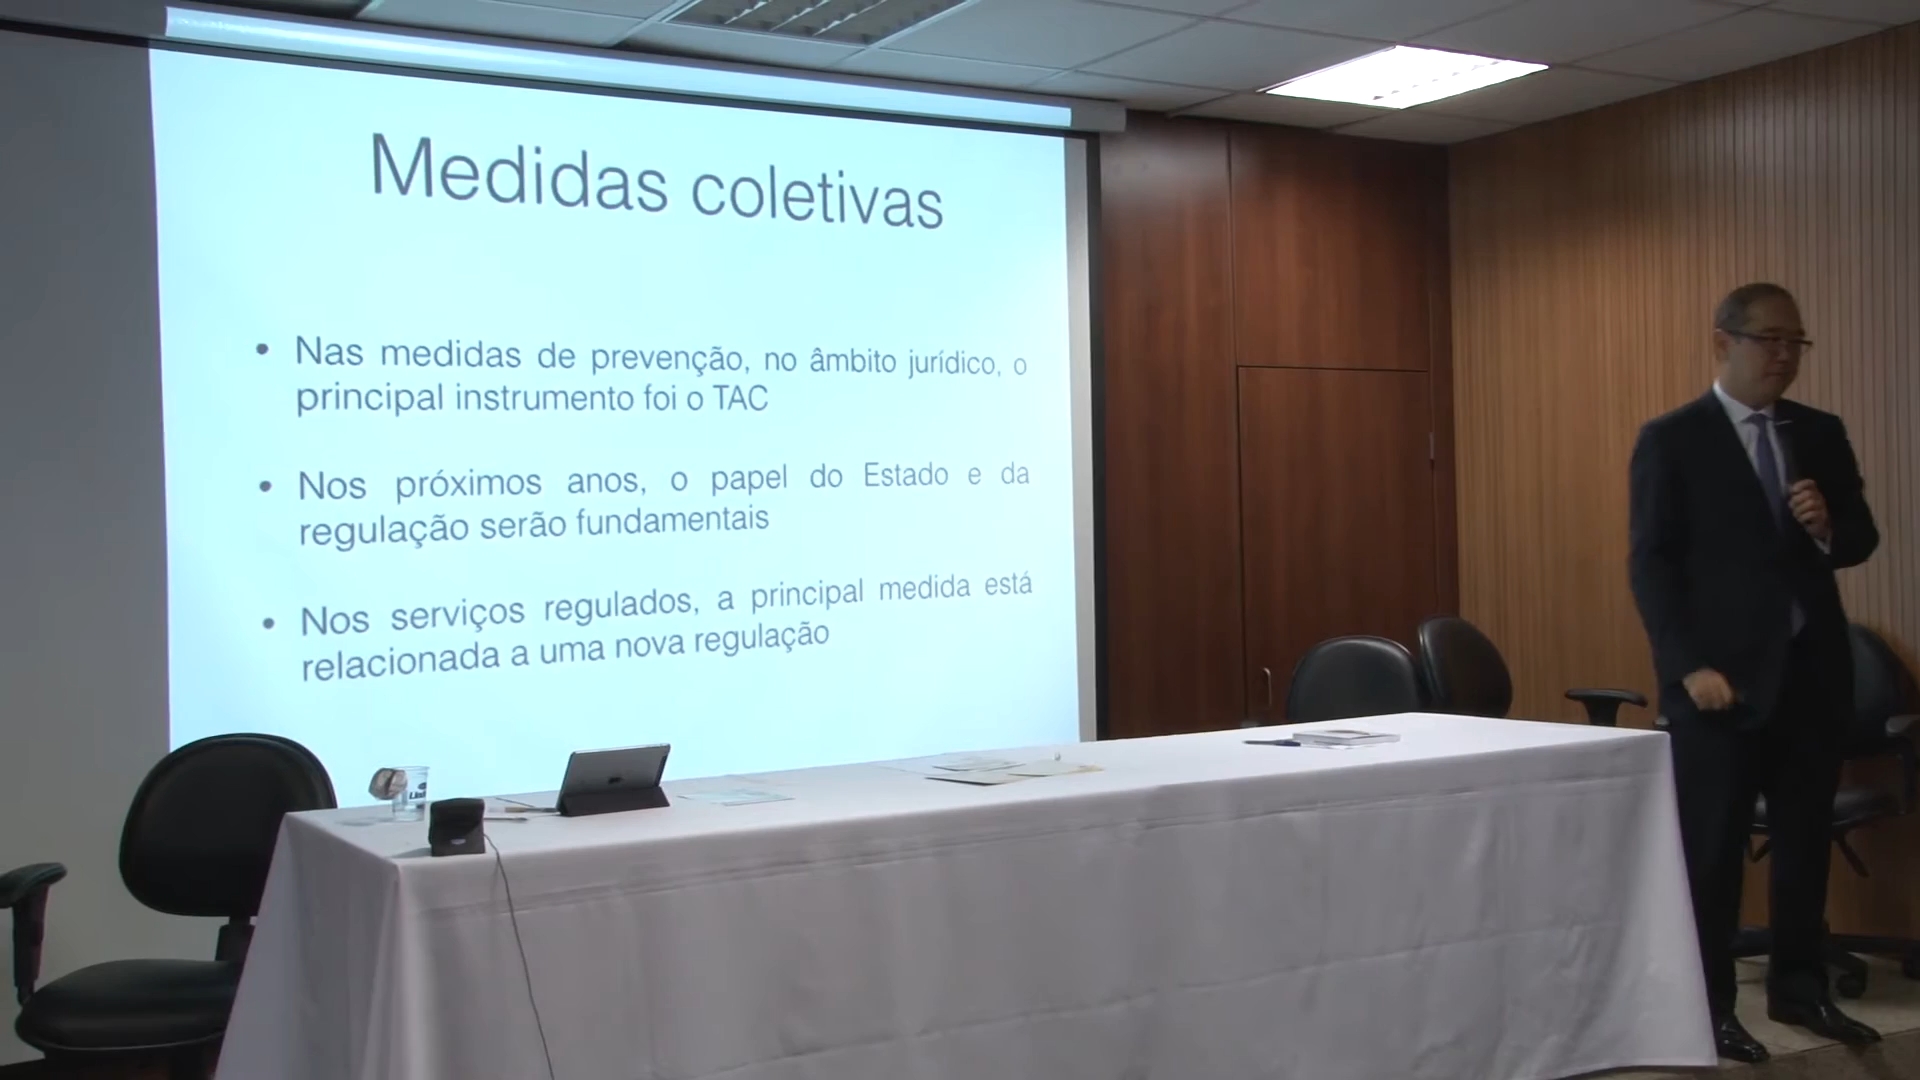 Medidas coletivas
• Nas medidas de prevenção, no âmbito jurídico, o
principal instrumento foi o TAC
• Nos próximos anos, o papel do Estado e da
regulação serão fundamentais
• Nos serviços regulados, a principal medida está
relacionada a uma nova regulação